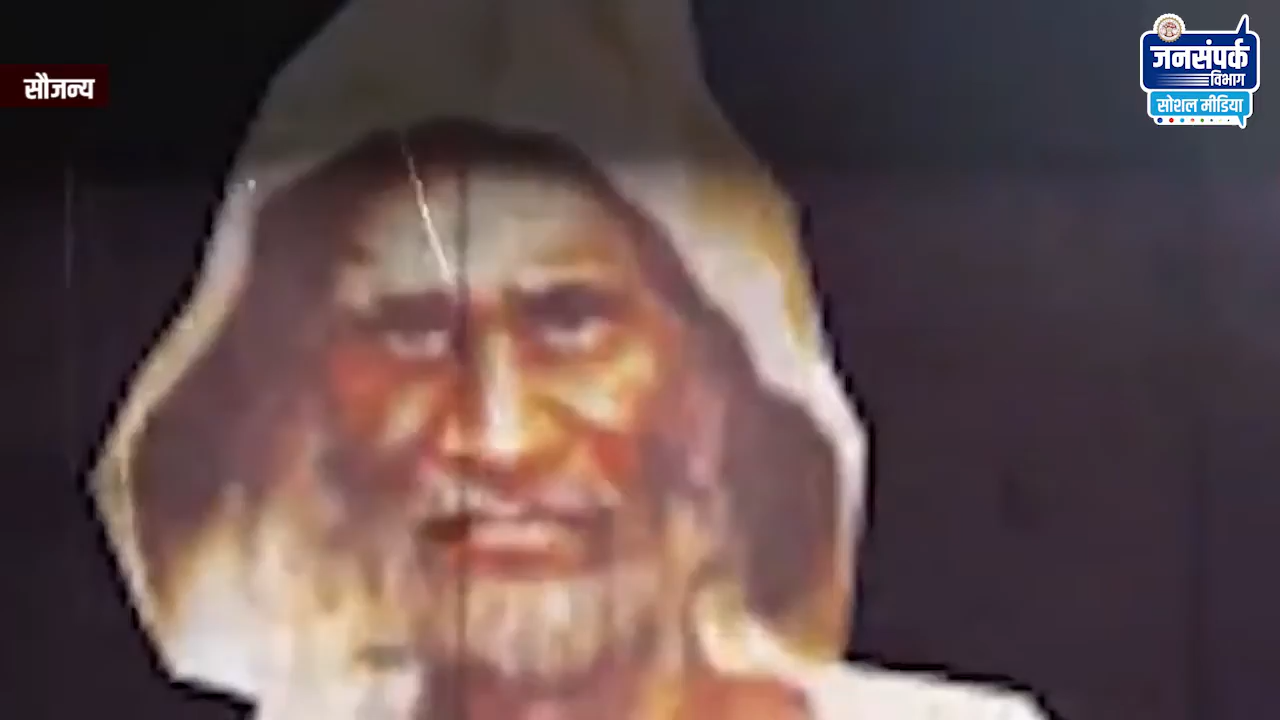 सौजन्य
जनसंपर्क
विभाग
सोशल मीडिया